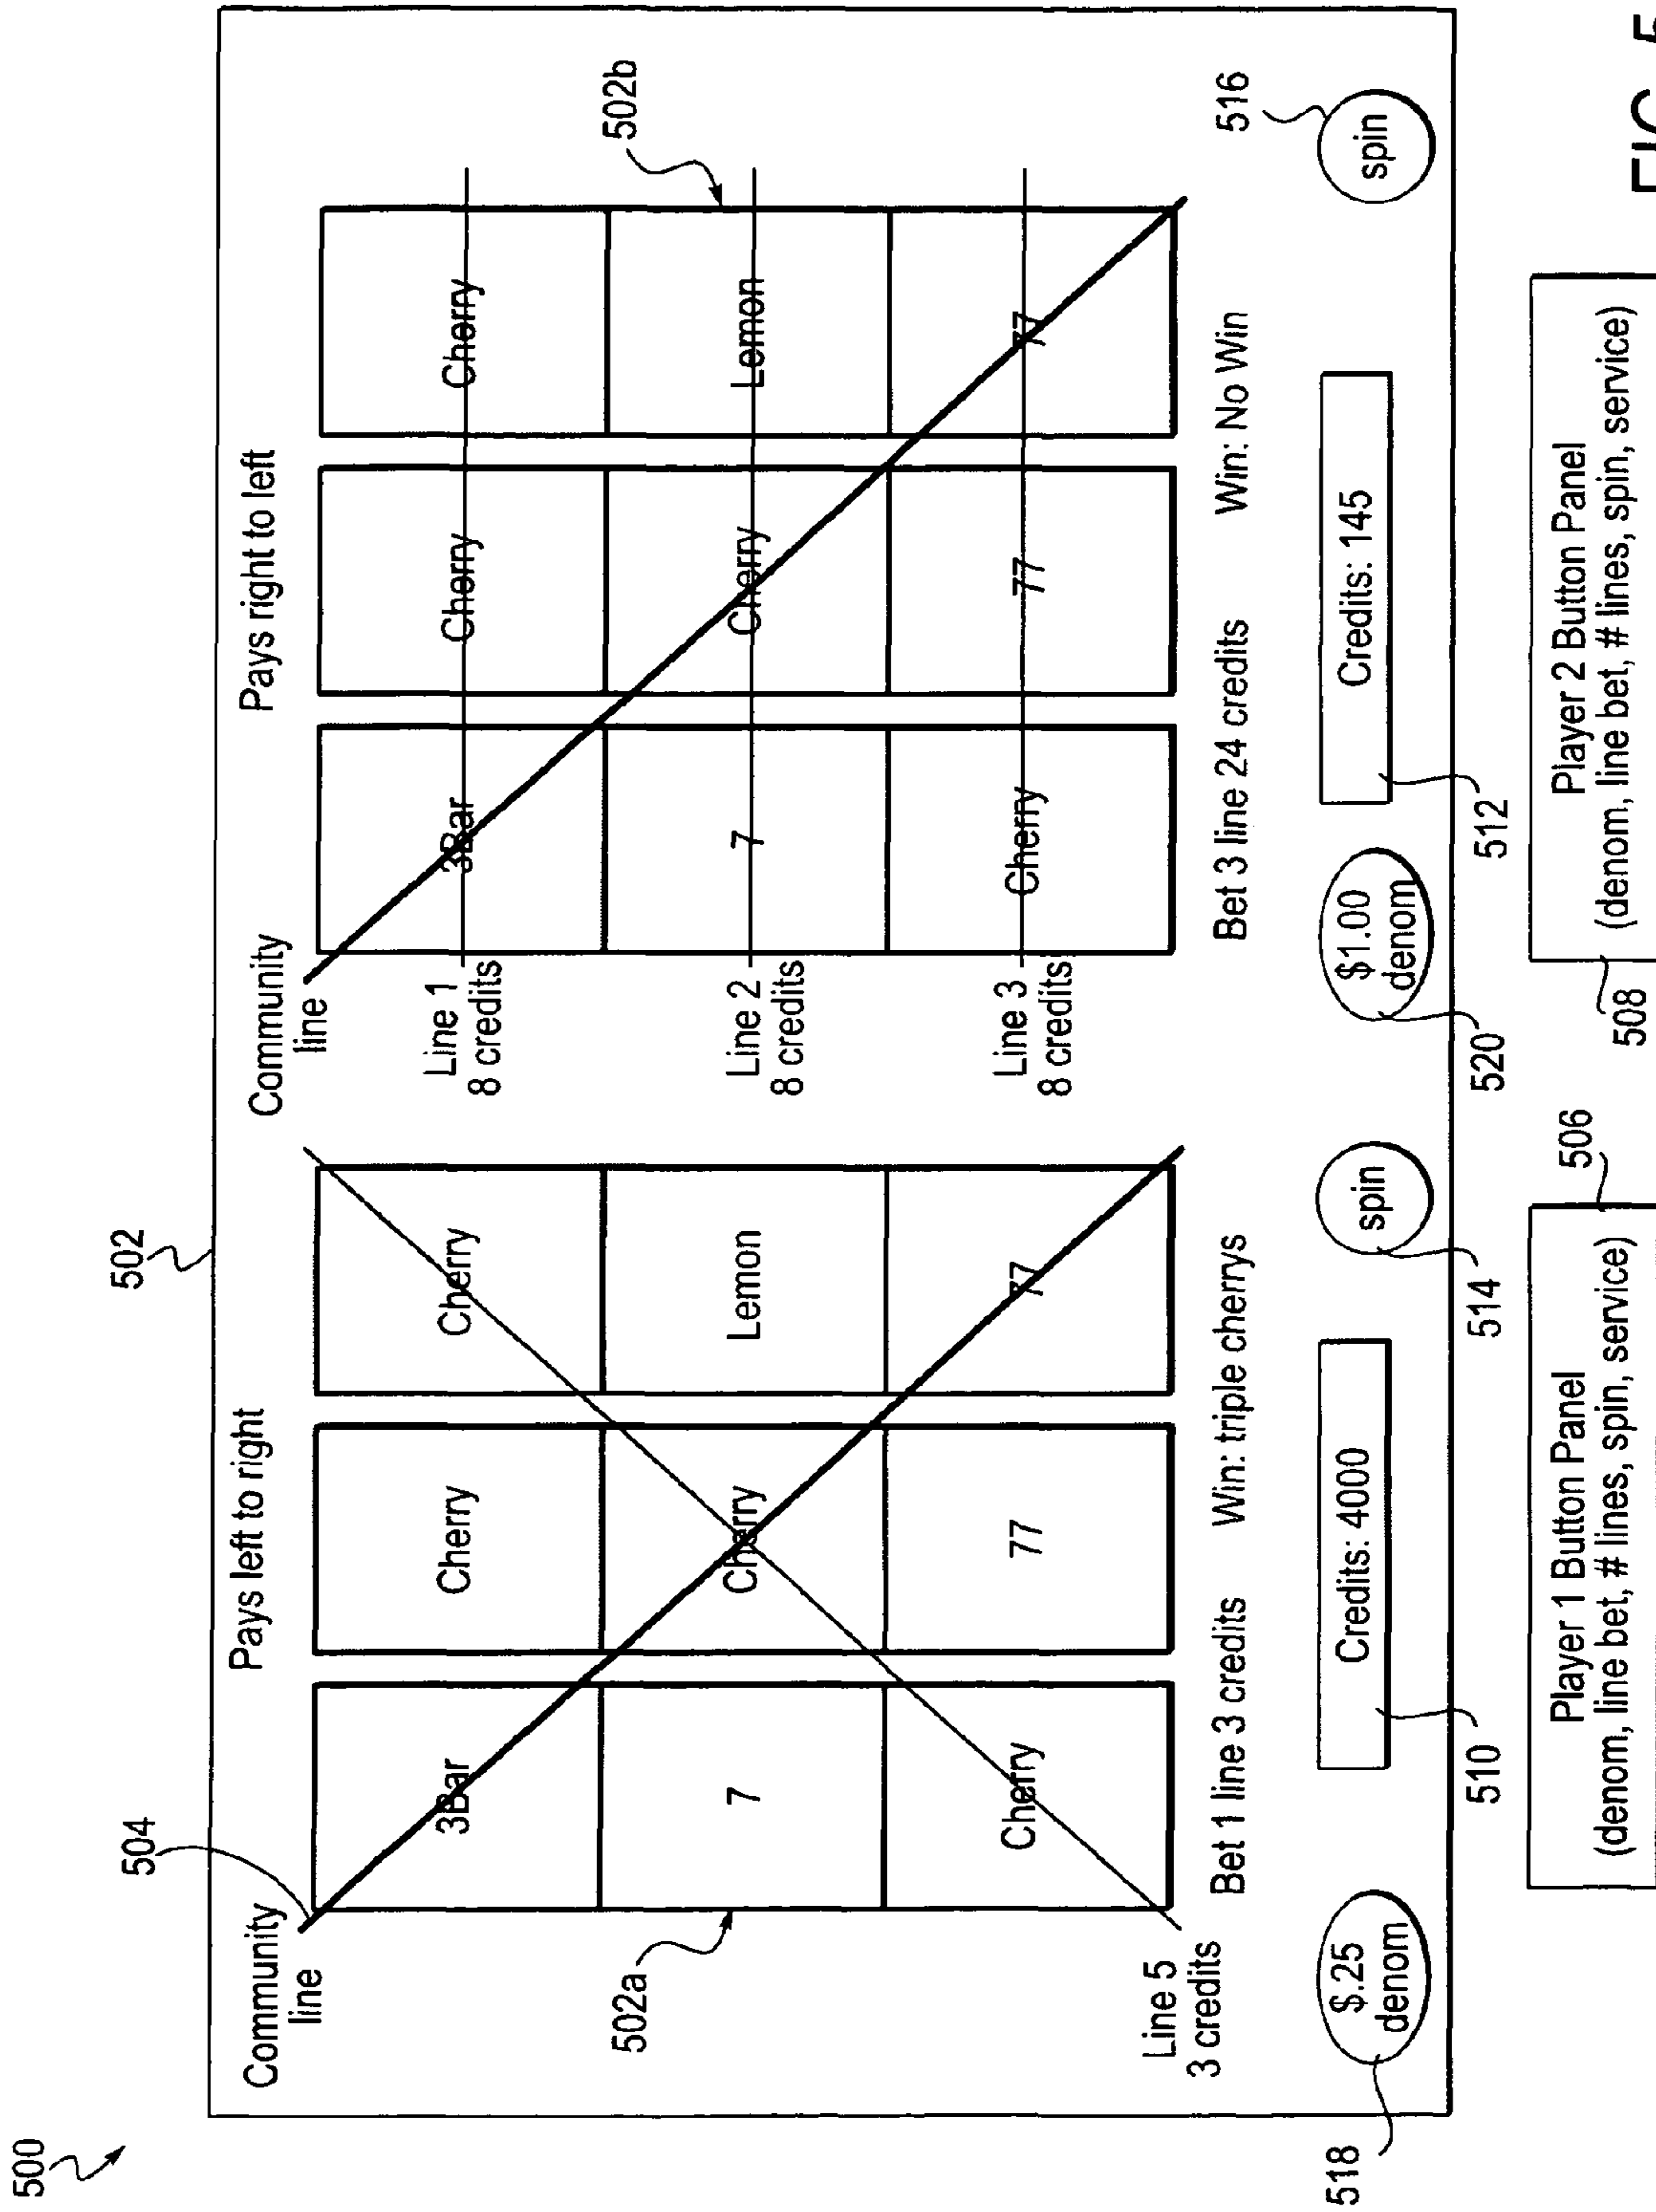 500
502
504
Community
line
Pays left to right
Community
line
Pays right to left
3Bar
Cherry
Cherry
Line 1
8 credits
3Bar
Cherry
Cherry
502a
502b
7
Cherry
Lemon
Line 2
8 credits
7
Cherry
Lemon
Cherry
77
77
Line 3
8 credits
Cherry
77
77
Line 5
3 credits
Bet 1 line 3 credits
Win: triple cherrys
Bet 3 line 24 credits
Win: No Win
516
$.25
denom
Credits: 4000
spin
$1.00
denom
Credits: 145
spin
518
510
514
520
512
506
508
Player 1 Button Panel
(denom, line bet, # lines, spin, service)
Player 2 Button Panel
(denom, line bet, # lines, spin, service)
FIG. 5